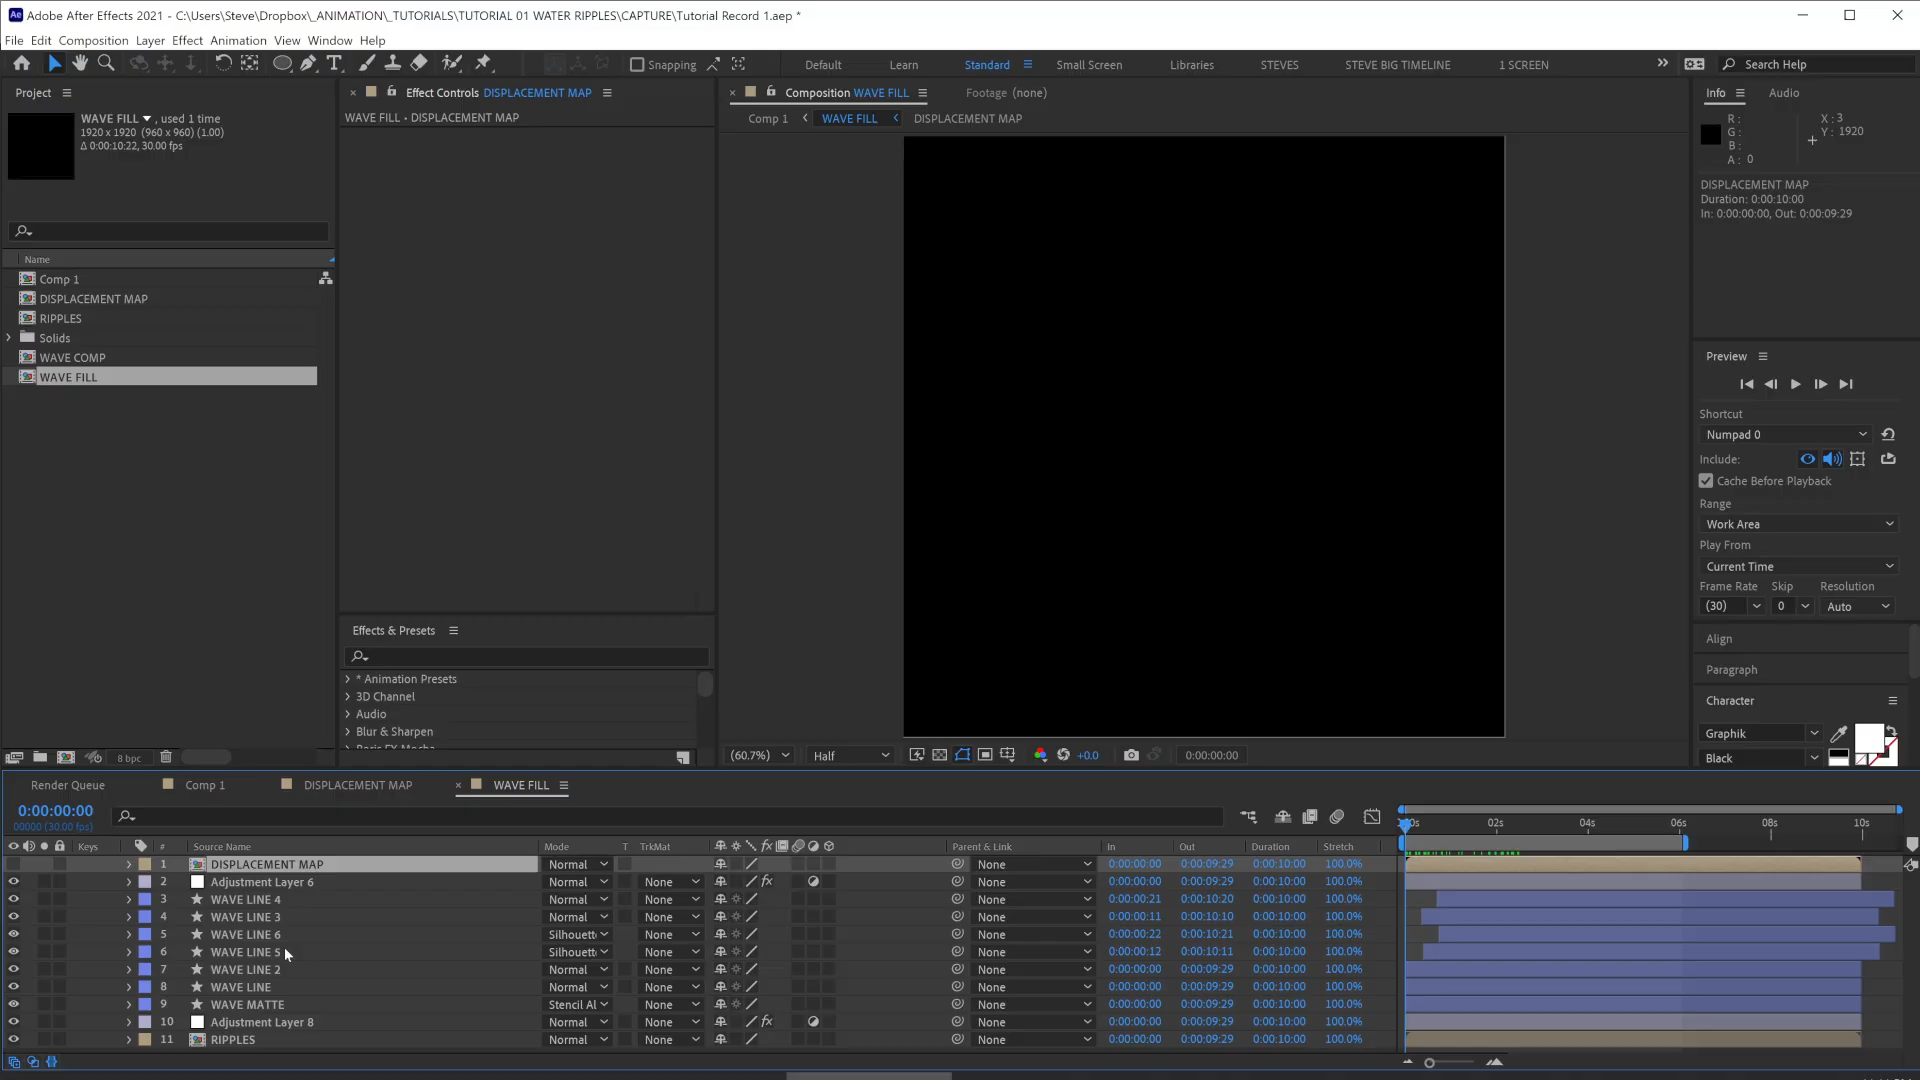 Adobe After Effects 2021 - C:\Users\Steve\Dropbox\_ANIMATION\_TUTORIALS\TUTORIAL 01 WATER RIPPLES\CAPTURE\Tutorial Record 1.aep *
File Edit Composition Layer Effect Animation View Window Help
Snapping Default Learn Standard Small Screen Libraries STEVES STEVE BIG TIMELINE 1 SCREEN Search Help
Project
WAVE FILL , used 1 time
1920 x 1920 (960 x 960) (1.00)
Δ 0:00:10:22, 30.00 fps
Name
Comp 1
DISPLACEMENT MAP
RIPPLES
Solids
WAVE COMP
WAVE FILL
8 bpc
Effect Controls DISPLACEMENT MAP
WAVE FILL • DISPLACEMENT MAP
Effects & Presets
* Animation Presets
3D Channel
Audio
Blur & Sharpen
Composition WAVE FILL Footage (none)
Comp 1 WAVE FILL DISPLACEMENT MAP
(60.7%) Half +0.0 0:00:00:00
Info Audio
R : X : 3
G : Y : 1920
B :
A : 0
DISPLACEMENT MAP
Duration: 0:00:10:00
In: 0:00:00:00, Out: 0:00:09:29
Preview
Shortcut
Numpad 0
Include:
Cache Before Playback
Range
Work Area
Play From
Current Time
Frame Rate Skip Resolution
(30) 0 Auto
Align
Paragraph
Character
Graphik
Black
Render Queue Comp 1 DISPLACEMENT MAP WAVE FILL
0:00:00:00
00000 (30.00 fps)
02s 04s 06s 08s 10s
Keys # Source Name Mode T TrkMat Parent & Link In Out Duration Stretch
1 DISPLACEMENT MAP Normal None 0:00:00:00 0:00:09:29 0:00:10:00 100.0%
2 Adjustment Layer 6 Normal None fx None 0:00:00:00 0:00:09:29 0:00:10:00 100.0%
3 WAVE LINE 4 Normal None None 0:00:00:21 0:00:10:20 0:00:10:00 100.0%
4 WAVE LINE 3 Normal None None 0:00:00:11 0:00:10:10 0:00:10:00 100.0%
5 WAVE LINE 6 Silhouett None None 0:00:00:22 0:00:10:21 0:00:10:00 100.0%
6 WAVE LINE 5 Silhouett None None 0:00:00:12 0:00:10:11 0:00:10:00 100.0%
7 WAVE LINE 2 Normal None None 0:00:00:00 0:00:09:29 0:00:10:00 100.0%
8 WAVE LINE Normal None None 0:00:00:00 0:00:09:29 0:00:10:00 100.0%
9 WAVE MATTE Stencil Al None None 0:00:00:00 0:00:09:29 0:00:10:00 100.0%
10 Adjustment Layer 8 Normal None fx None 0:00:00:00 0:00:09:29 0:00:10:00 100.0%
11 RIPPLES Normal None None 0:00:00:00 0:00:09:29 0:00:10:00 100.0%